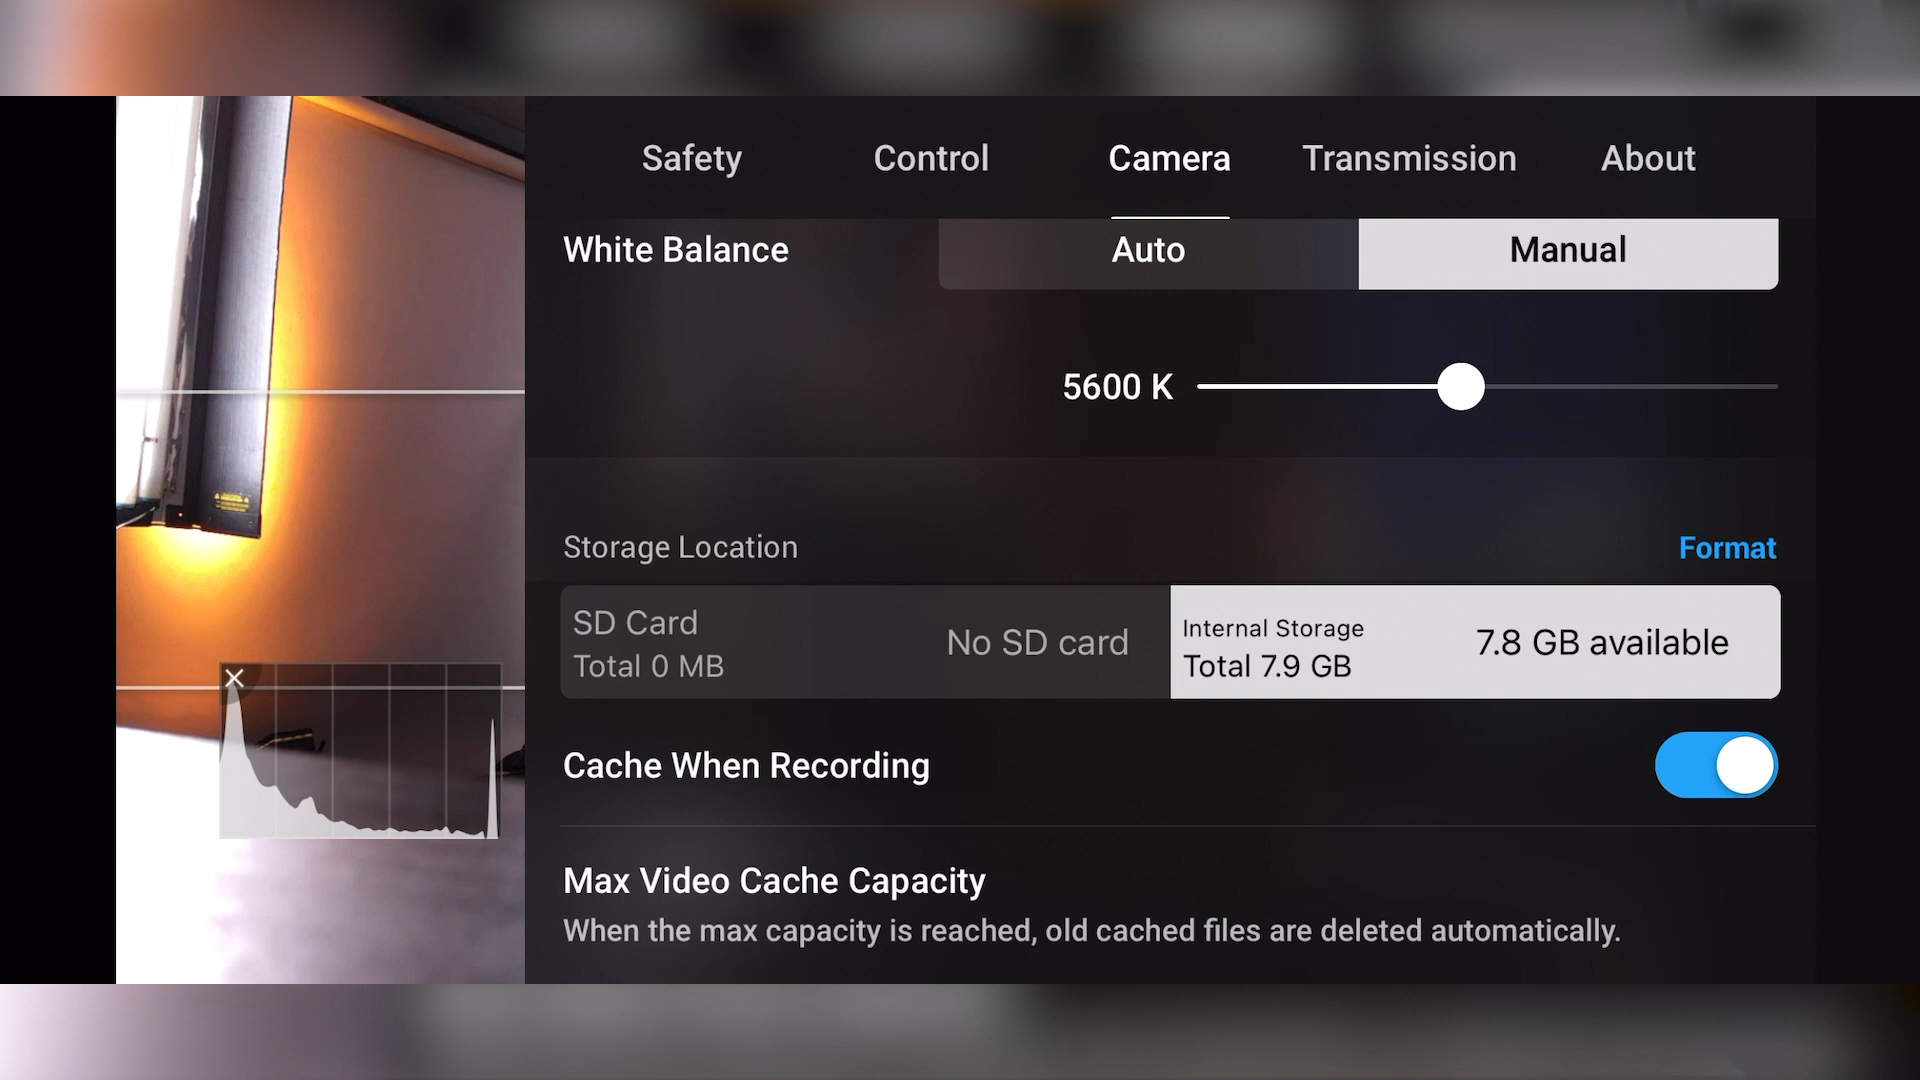 Safety Control Camera Transmission About
White Balance Auto Manual
5600 K
Storage Location Format
SD Card
Total 0 MB
No SD card
Internal Storage
Total 7.9 GB
7.8 GB available
Cache When Recording
Max Video Cache Capacity
When the max capacity is reached, old cached files are deleted automatically.